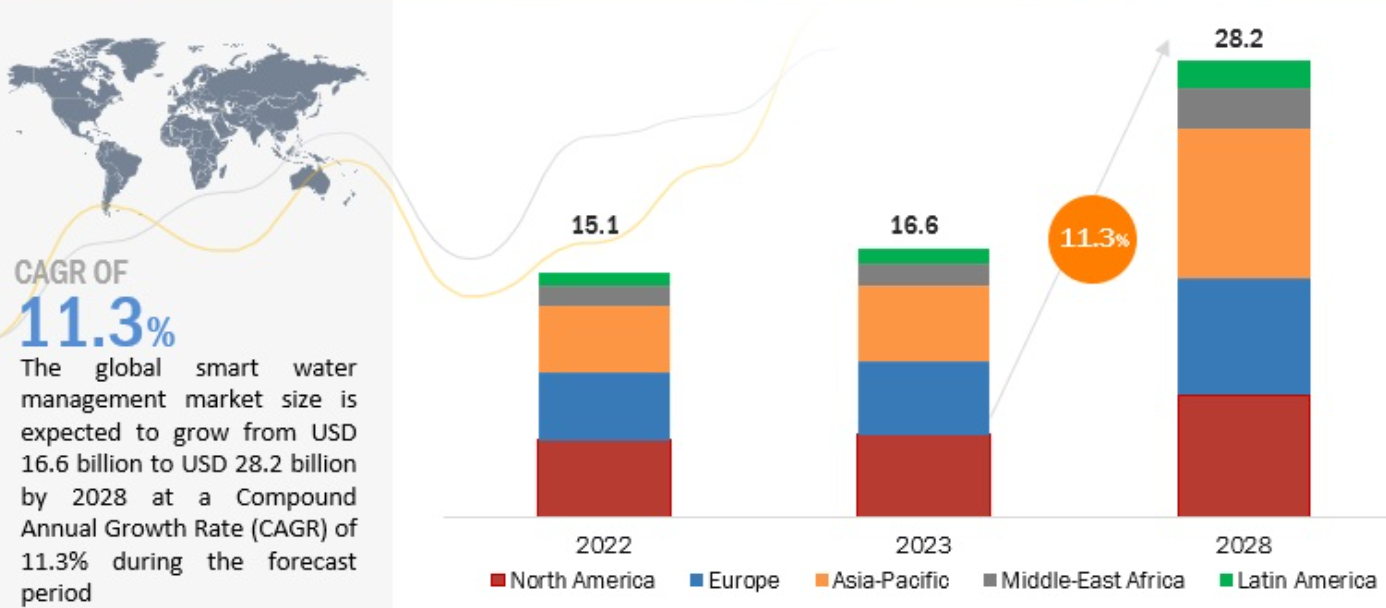 CAGR OF
11.3%
The global smart water
management market size is
expected to grow from USD
16.6 billion to USD 28.2 billion
by 2028 at a Compound
Annual Growth Rate (CAGR) of
11.3% during the forecast
period
15.1
16.6
11.3%
28.2
2022
2023
2028
North America
Europe
Asia-Pacific
Middle-East Africa
Latin America